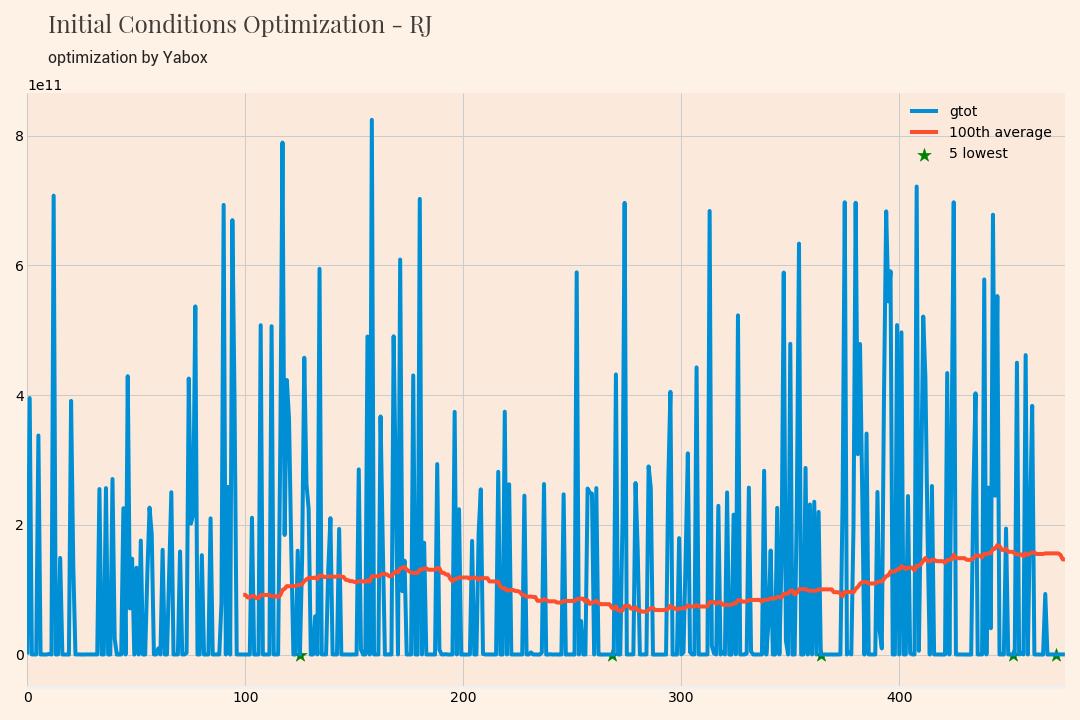 Initial Conditions Optimization - RJ
optimization by Yabox
1e11
gtot
100th average
5 lowest
8
6
4
2
0
0 100 200 300 400